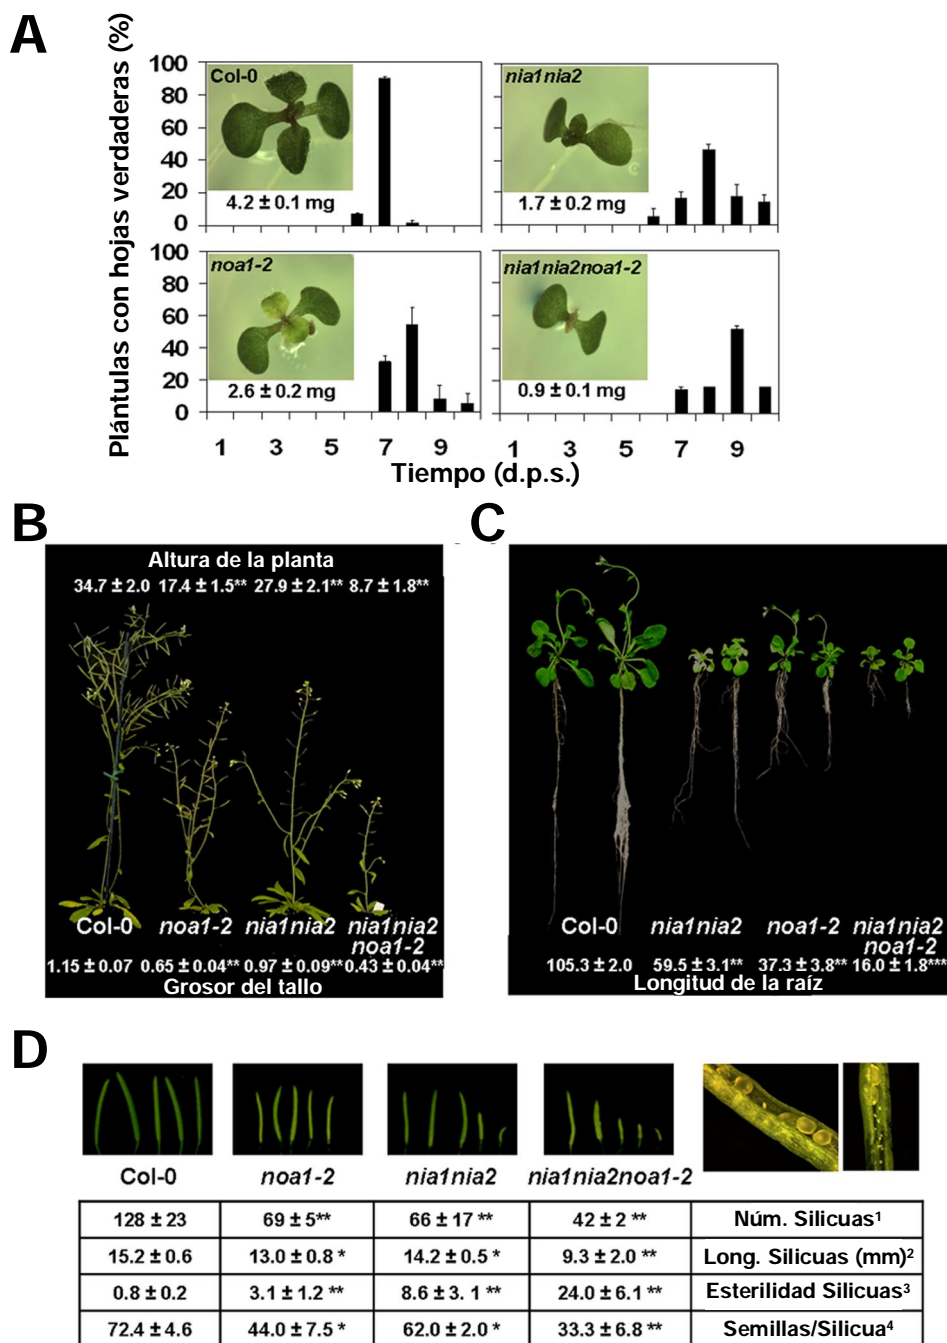 A
Plántulas con hojas verdaderas (%)
100
80
60
40
20
0
Col-0
4.2 ± 0.1 mg
nia1nia2
1.7 ± 0.2 mg
100
80
60
40
20
0
noa1-2
2.6 ± 0.2 mg
nia1nia2noa1-2
0.9 ± 0.1 mg
1 3 5 7 9 1 3 5 7 9
Tiempo (d.p.s.)
B
Altura de la planta
34.7 ± 2.0 17.4 ± 1.5** 27.9 ± 2.1** 8.7 ± 1.8**
Col-0 noa1-2 nia1nia2 nia1nia2
noa1-2
1.15 ± 0.07 0.65 ± 0.04** 0.97 ± 0.09** 0.43 ± 0.04**
Grosor del tallo
C
Col-0 nia1nia2 noa1-2 nia1nia2
noa1-2
105.3 ± 2.0 59.5 ± 3.1** 37.3 ± 3.8** 16.0 ± 1.8***
Longitud de la raíz
D
Col-0 noa1-2 nia1nia2 nia1nia2noa1-2
128 ± 23 69 ± 5** 66 ± 17 ** 42 ± 2 ** Núm. Silicuas¹
15.2 ± 0.6 13.0 ± 0.8 * 14.2 ± 0.5 * 9.3 ± 2.0 ** Long. Silicuas (mm)²
0.8 ± 0.2 3.1 ± 1.2 ** 8.6 ± 3. 1 ** 24.0 ± 6.1 ** Esterilidad Silicuas³
72.4 ± 4.6 44.0 ± 7.5 * 62.0 ± 2.0 * 33.3 ± 6.8 ** Semillas/Silicua⁴